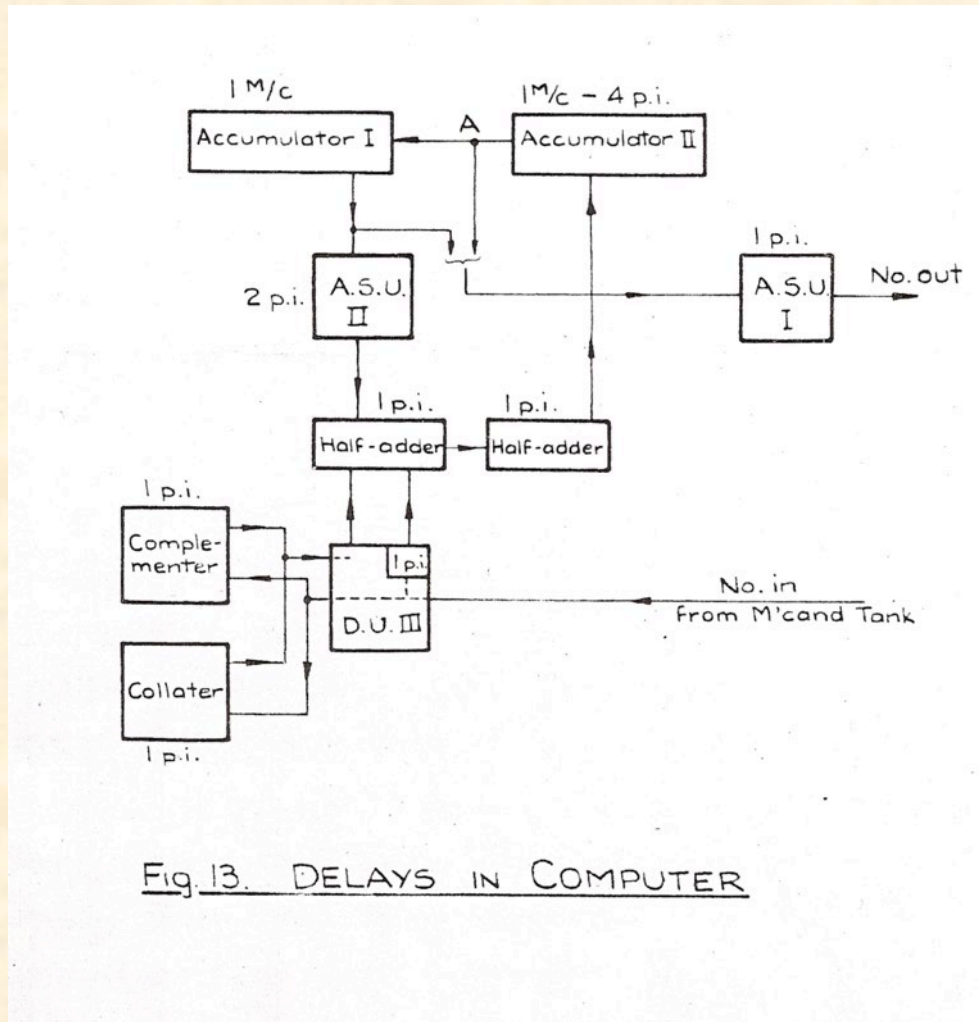 1 M/c
1 M/c - 4 p.i.
Accumulator I
A
Accumulator II
1 p.i.
A.S.U.
II
2 p.i.
A.S.U.
I
No. out
1 p.i.
1 p.i.
Half-adder
Half-adder
1 p.i.
Comple-
menter
1 p.i.
D.U. III
No. in
from M'cand Tank
Collater
1 p.i.
Fig. 13. DELAYS IN COMPUTER